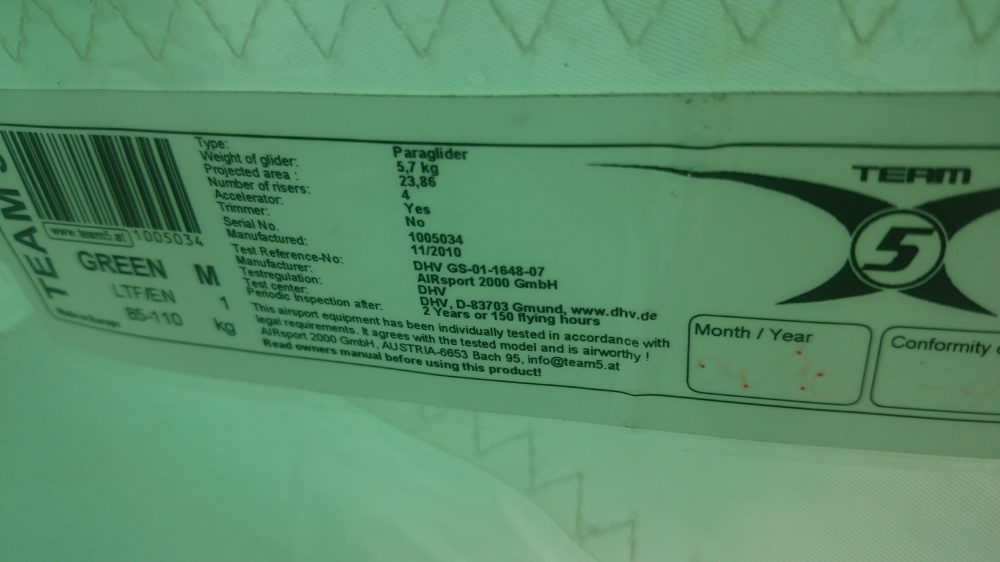 TEAM 5
www.team5.at
1005034
GREEN M
LTF/EN 1
85-110 kg
Made in Europe
Type: Paraglider
Weight of glider: 5,7 kg
Projected area : 23,86
Number of risers: 4
Accelerator: Yes
Trimmer: No
Serial No. 1005034
Manufactured: 11/2010
Test Reference-No: DHV GS-01-1648-07
Manufacturer: AIRsport 2000 GmbH
Testregulation: DHV
Test center: DHV, D-83703 Gmund, www.dhv.de
Periodic Inspection after: 2 Years or 150 flying hours
This airsport equipment has been individually tested in accordance with
legal requirements. It agrees with the tested model and is airworthy !
AIRsport 2000 GmbH, AUSTRIA-6653 Bach 95, info@team5.at
Read owners manual before using this product!
TEAM
5
Month / Year
Conformity